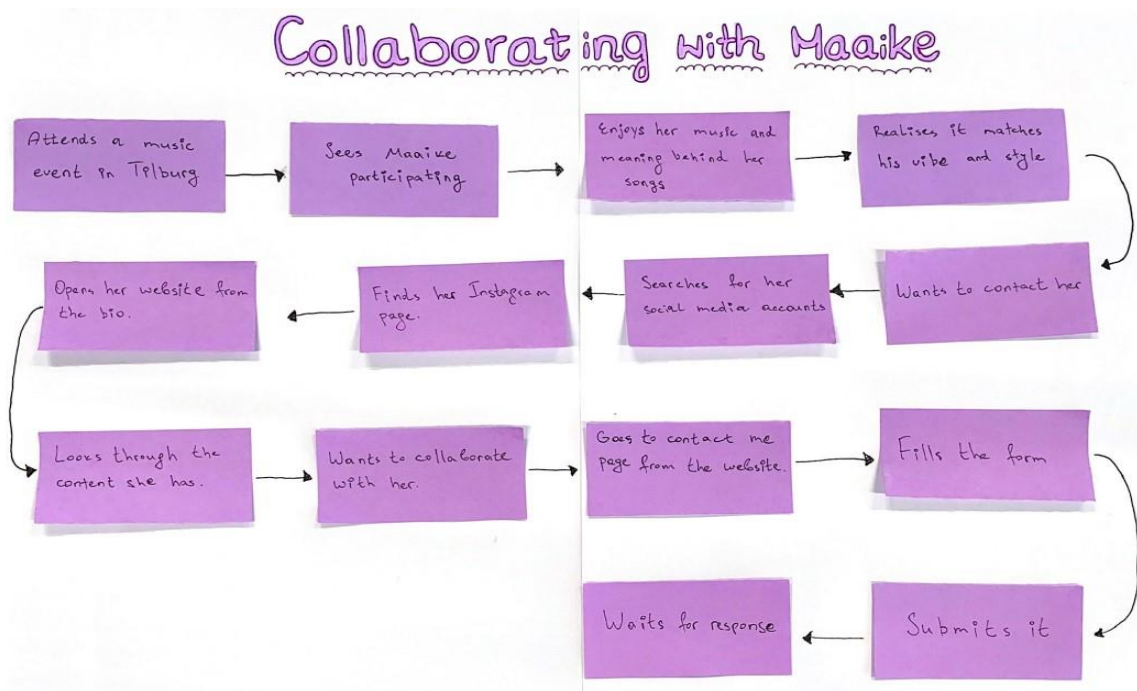 Collaborating with Maaike
Attends a music
event in Tilburg
Sees Maaike
participating
Enjoys her music and
meaning behind her
songs
Realises it matches
his vibe and style
Wants to contact her
Searches for her
social media accounts
Finds her Instagram
page.
Opens her website from
the bio.
Looks through the
content she has.
Wants to collaborate
with her.
Goes to contact me
page from the website.
Fills the form
Submits it
Waits for response